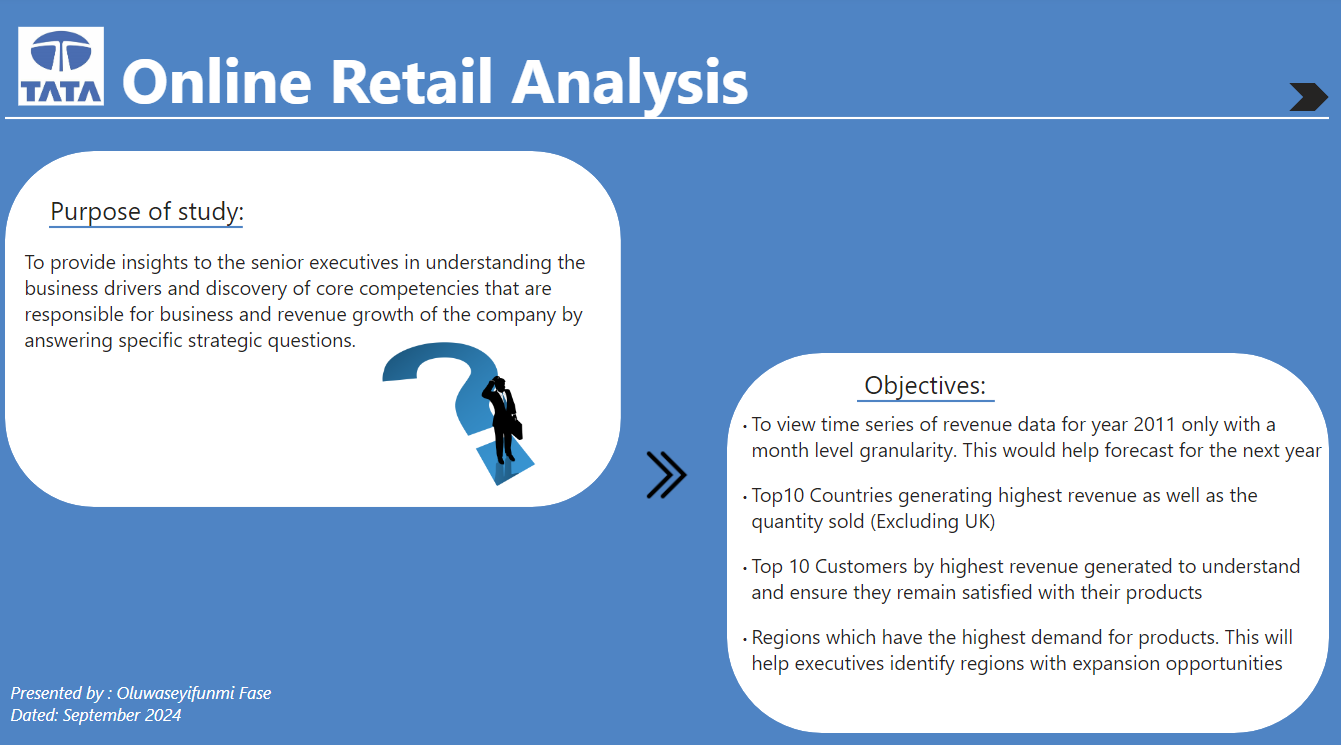 TATA
Online Retail Analysis
Purpose of study:
To provide insights to the senior executives in understanding the
business drivers and discovery of core competencies that are
responsible for business and revenue growth of the company by
answering specific strategic questions.
Objectives:
• To view time series of revenue data for year 2011 only with a
month level granularity. This would help forecast for the next year
• Top10 Countries generating highest revenue as well as the
quantity sold (Excluding UK)
• Top 10 Customers by highest revenue generated to understand
and ensure they remain satisfied with their products
• Regions which have the highest demand for products. This will
help executives identify regions with expansion opportunities
Presented by : Oluwaseyifunmi Fase
Dated: September 2024